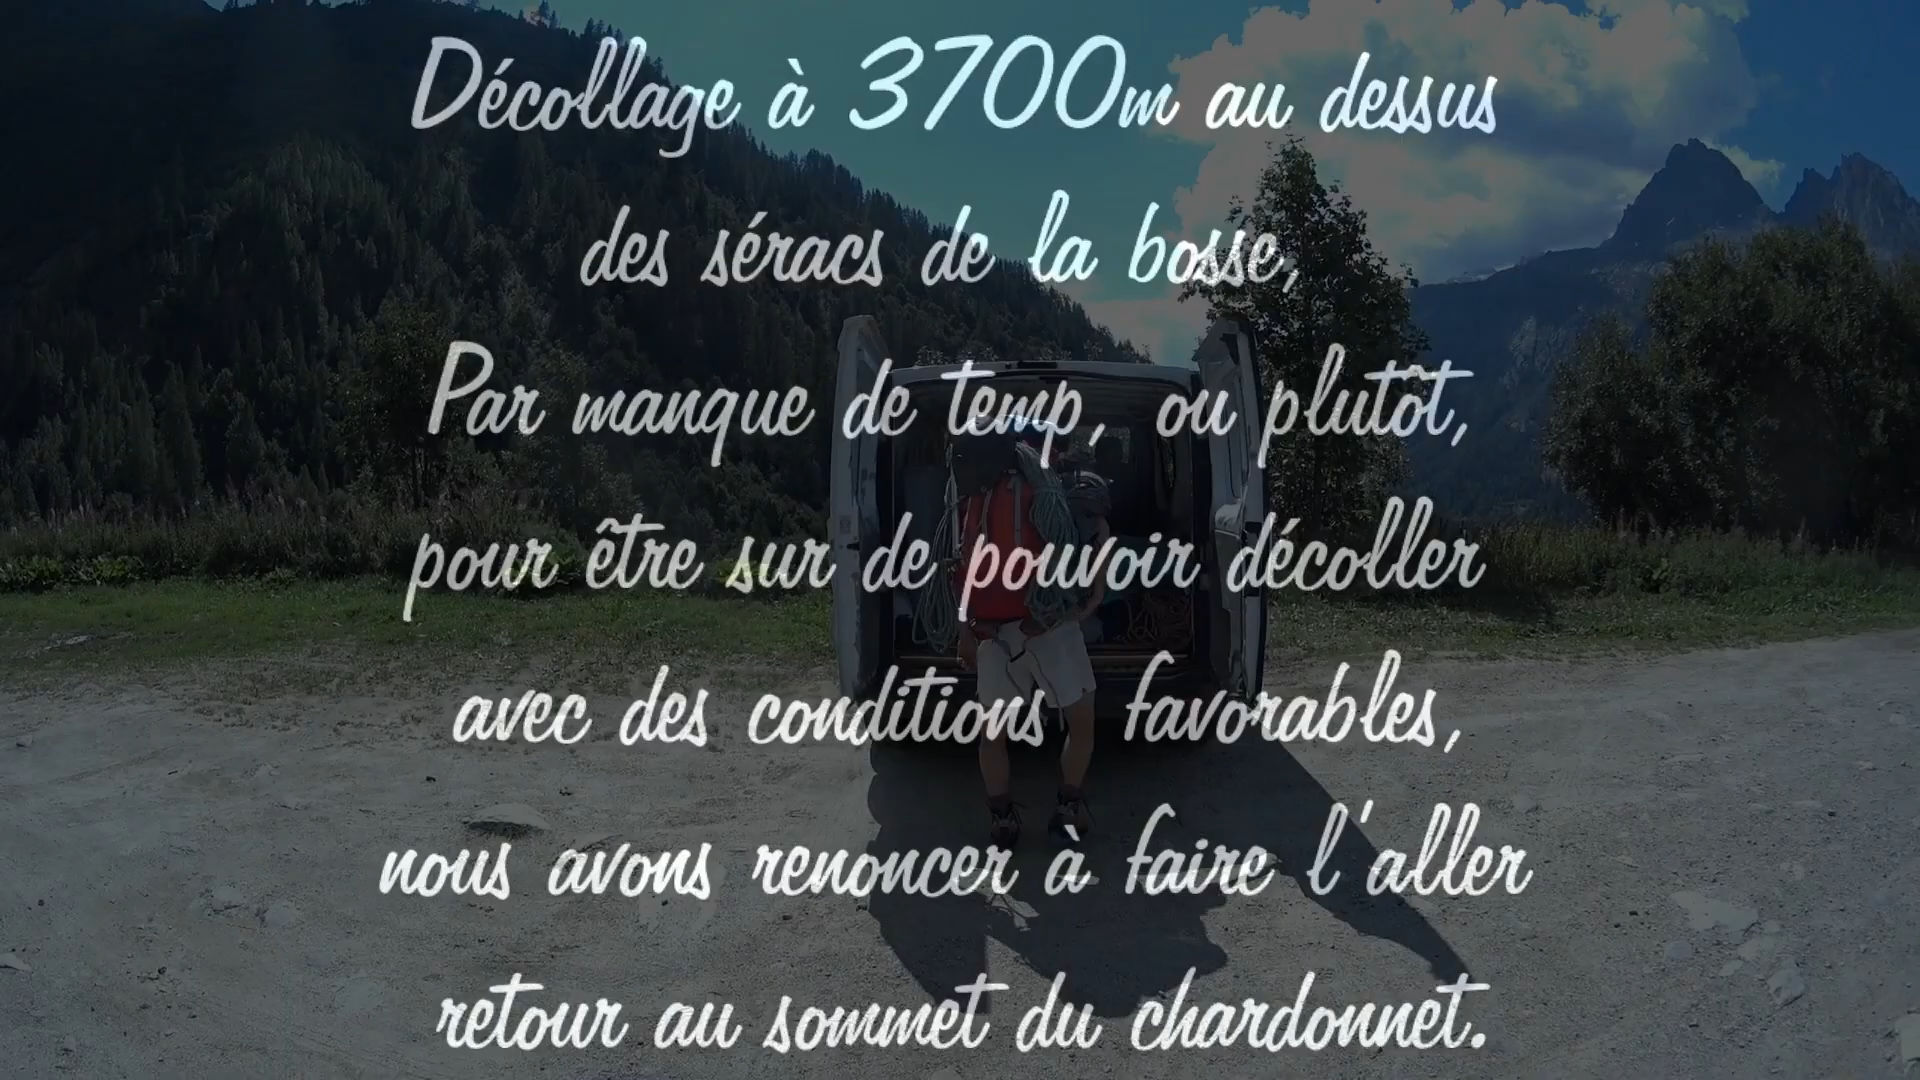 Décollage à 3700m au dessus
des séracs de la bosse,
Par manque de temp, ou plutôt,
pour être sur de pouvoir décoller
avec des conditions favorables,
nous avons renoncer à faire l'aller
retour au sommet du chardonnet.